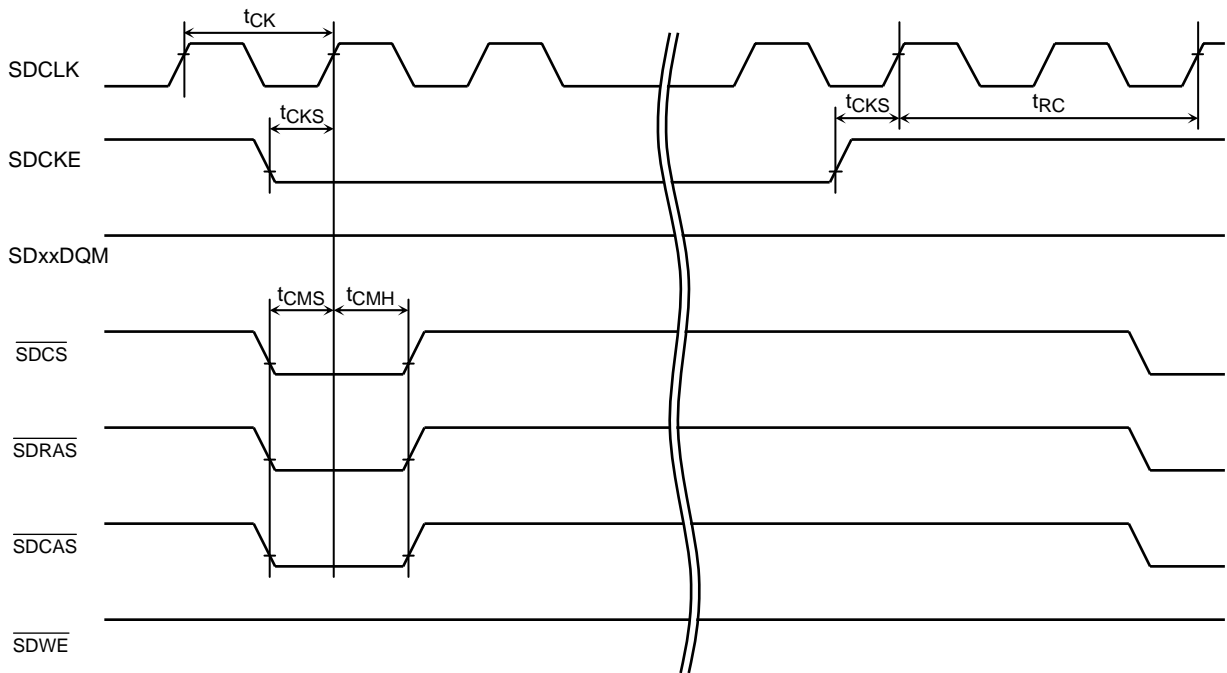 tCK
SDCLK
tCKS
tCKS
tRC
SDCKE
SDxxDQM
tCMS
tCMH
SDCS
SDRAS
SDCAS
SDWE